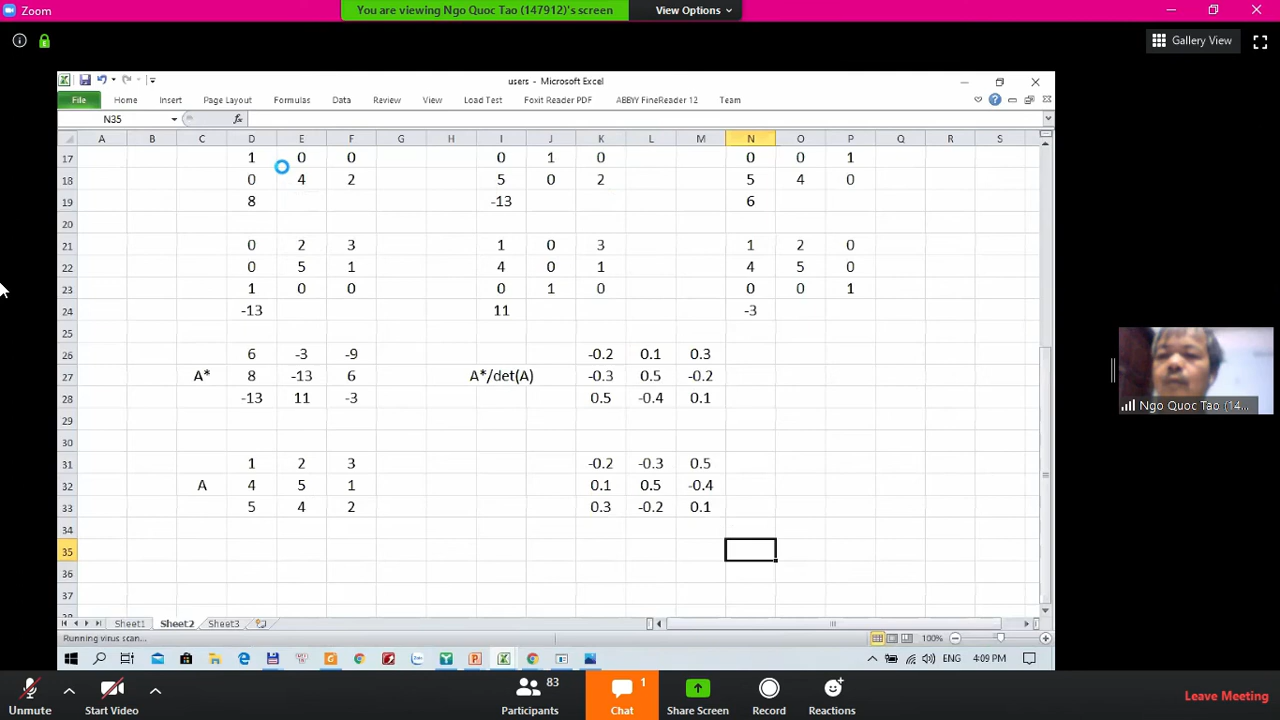 Zoom
You are viewing Ngo Quoc Tao (147912)'s screen
View Options
Gallery View
users - Microsoft Excel
File Home Insert Page Layout Formulas Data Review View Load Test Foxit Reader PDF ABBYY FineReader 12 Team
N35 fx
A B C D E F G H I J K L M N O P Q R S
17 1 0 0 0 1 0 0 0 1
18 0 4 2 5 0 2 5 4 0
19 8 -13 6
20
21 0 2 3 1 0 3 1 2 0
22 0 5 1 4 0 1 4 5 0
23 1 0 0 0 1 0 0 0 1
24 -13 11 -3
25
26 6 -3 -9 -0.2 0.1 0.3
27 A* 8 -13 6 A*/det(A) -0.3 0.5 -0.2
28 -13 11 -3 0.5 -0.4 0.1
29
30
31 1 2 3 -0.2 -0.3 0.5
32 A 4 5 1 0.1 0.5 -0.4
33 5 4 2 0.3 -0.2 0.1
34
35
36
37
Ngo Quoc Tao (14...
Sheet1 Sheet2 Sheet3
Running virus scan... 100%
ENG 4:09 PM
Unmute Start Video Participants 83 Chat 1 Share Screen Record Reactions Leave Meeting